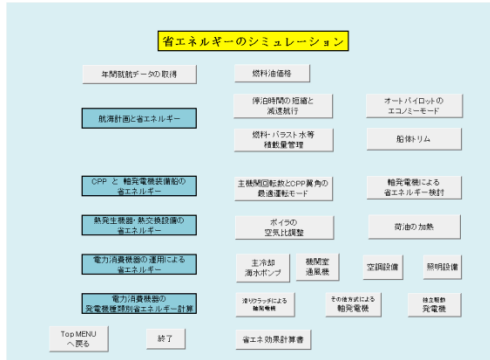 省エネルギーのシミュレーション
年間就航データの取得
燃料油価格
航海計画と省エネルギー
停泊時間の短縮と
減速航行
オートパイロットの
エコノミーモード
燃料・バラスト水等
積載量管理
船体トリム
CPP と 軸発電機装備船の
省エネルギー
主機関回転数とCPP翼角の
最適運転モード
軸発電機による
省エネルギー検討
熱発生機器・熱交換設備の
省エネルギー
ボイラの
空気比調整
荷油の加熱
電力消費機器の運用による
省エネルギー
主冷却
海水ポンプ
機関室
通風機
空調設備
照明設備
電力消費機器の
発電機種類別省エネルギー計算
滑りクラッチによる
軸発電機
その他方式による
軸発電機
独立駆動
発電機
Top MENU
へ戻る
終了
省エネ効果計算書